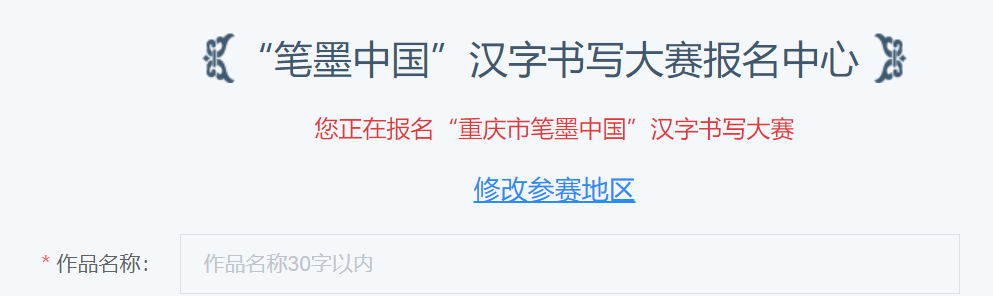 “笔墨中国”汉字书写大赛报名中心
您正在报名“重庆市笔墨中国”汉字书写大赛
修改参赛地区
* 作品名称： 作品名称30字以内